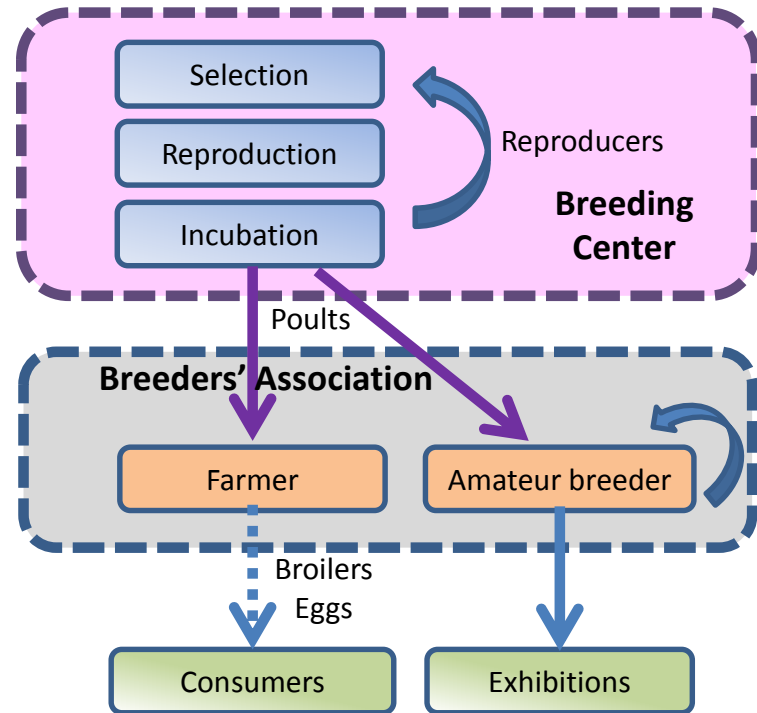 Selection
Reproduction
Reproducers
Incubation
Breeding
Center
Poults
Breeders' Association
Farmer
Amateur breeder
Broilers
Eggs
Consumers
Exhibitions